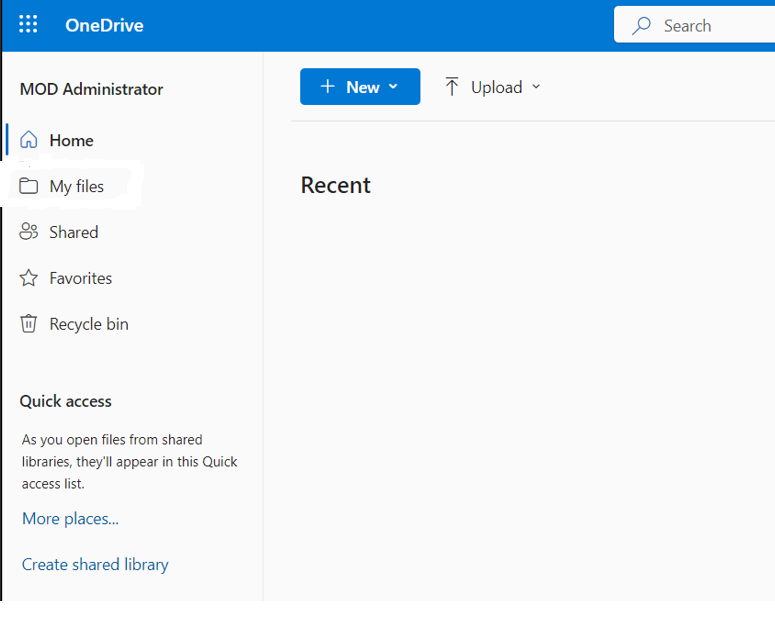 OneDrive
Search
MOD Administrator
New
Upload
Home
My files
Shared
Favorites
Recycle bin
Recent
Quick access
As you open files from shared
libraries, they'll appear in this Quick
access list.
More places...
Create shared library